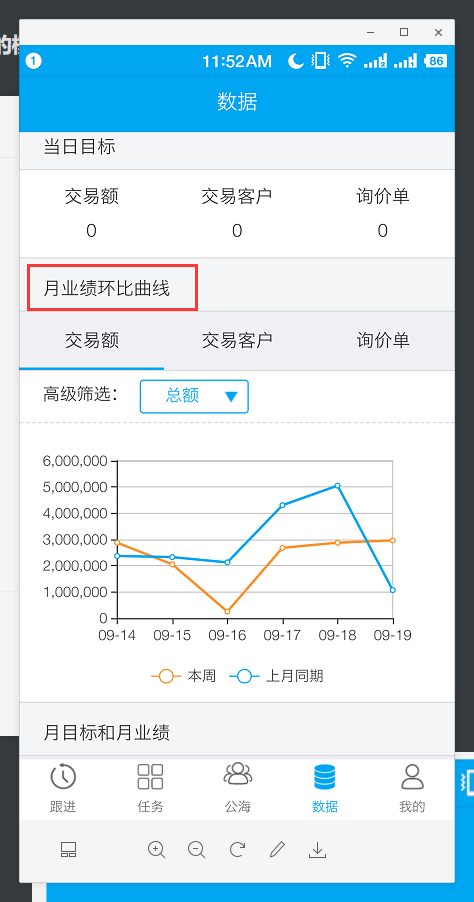 的
1 11:52AM 86
数据
当日目标
交易额 交易客户 询价单
0 0 0
月业绩环比曲线
交易额 交易客户 询价单
高级筛选： 总额
6,000,000
5,000,000
4,000,000
3,000,000
2,000,000
1,000,000
0
09-14 09-15 09-16 09-17 09-18 09-19
本周 上月同期
月目标和月业绩
跟进 任务 公海 数据 我的